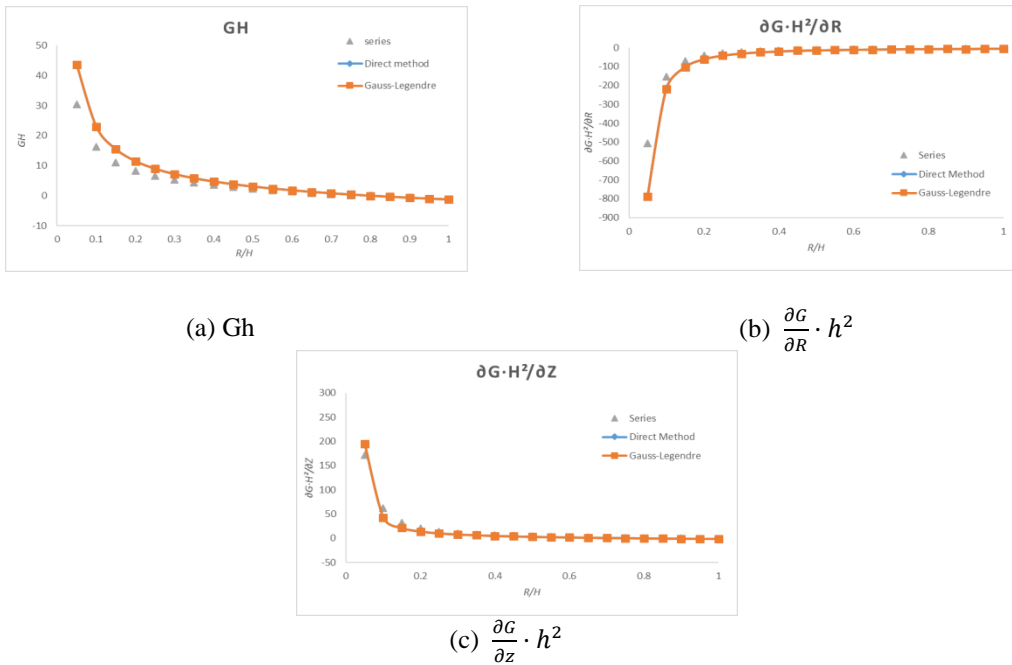 GH
50
40
30
20
10
0
-10
GH
0 0.1 0.2 0.3 0.4 0.5 0.6 0.7 0.8 0.9 1
R/H
series
Direct method
Gauss-Legendre
∂G·H²/∂R
0
-100
-200
-300
-400
-500
-600
-700
-800
-900
∂G·H²/∂R
0 0.2 0.4 0.6 0.8 1
R/H
Series
Direct Method
Gauss-Legendre
(a) Gh
(b) ∂G/∂R · h²
∂G·H²/∂Z
300
250
200
150
100
50
0
-50
∂G·H²/∂Z
0 0.2 0.4 0.6 0.8 1
R/H
Series
Direct Method
Gauss-Legendre
(c) ∂G/∂z · h²